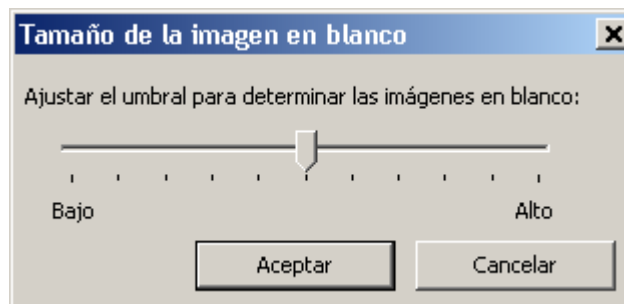 Tamaño de la imagen en blanco
Ajustar el umbral para determinar las imágenes en blanco:
Bajo Alto
Aceptar Cancelar